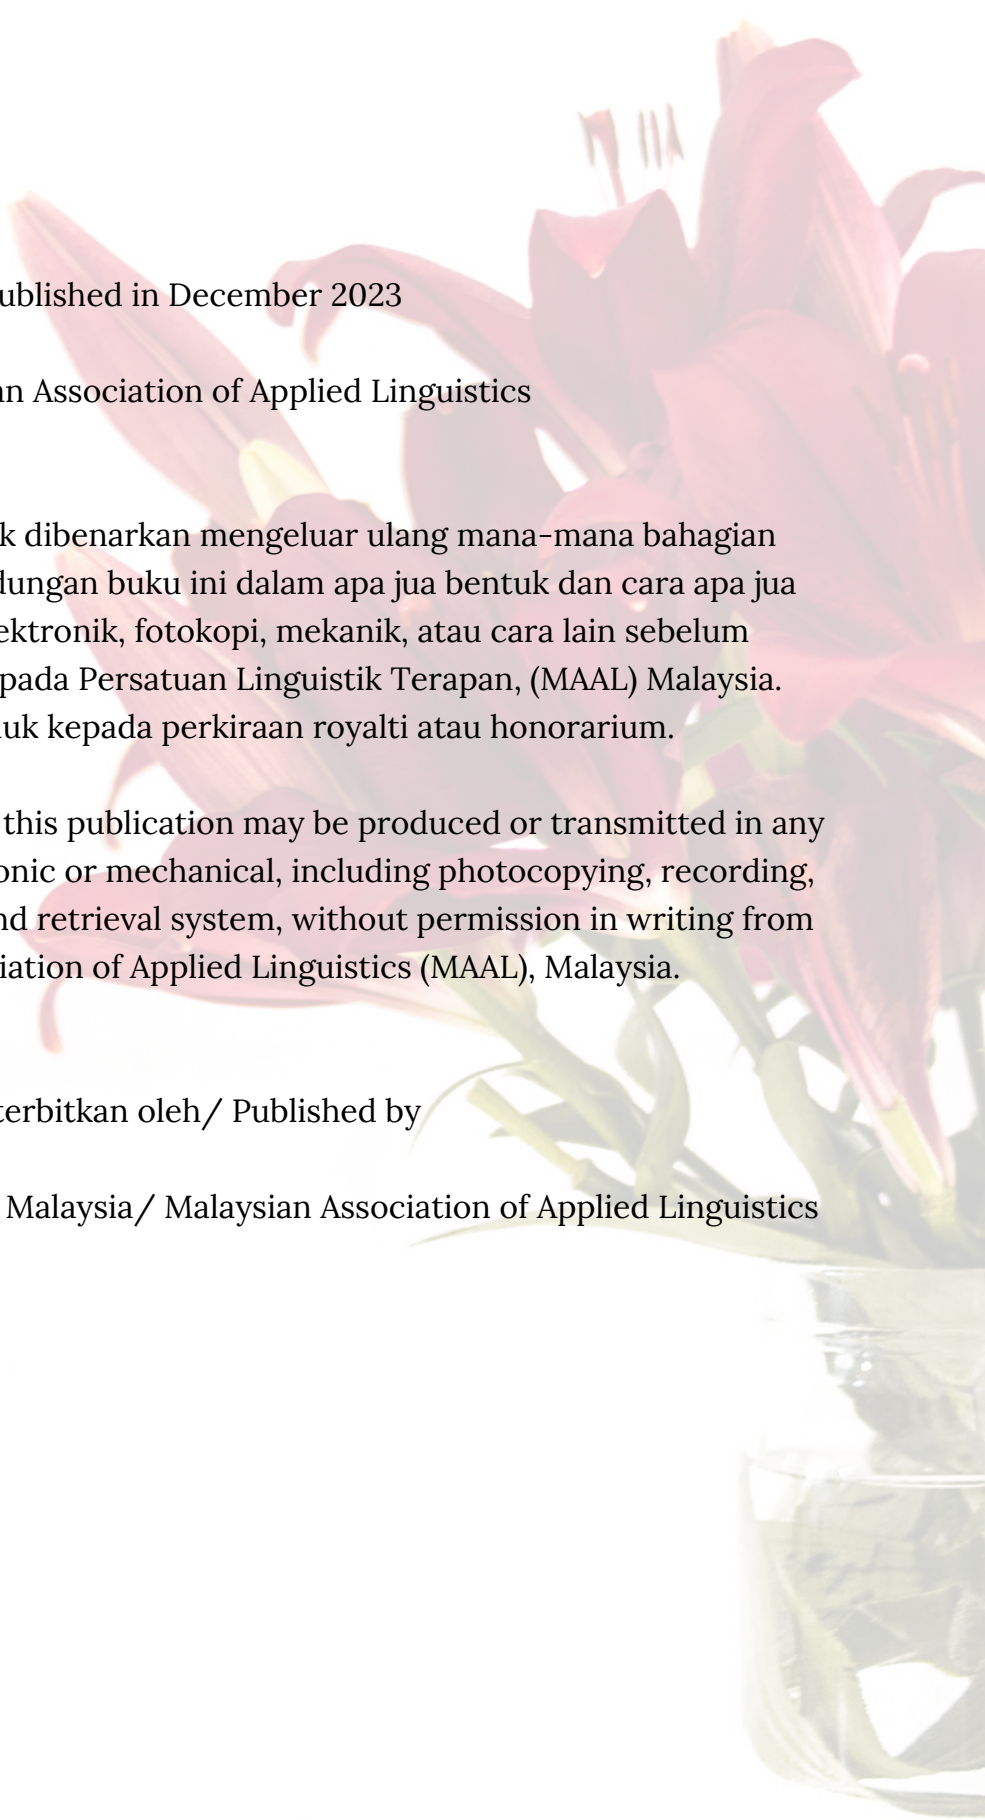 ublished in December 2023
an Association of Applied Linguistics
k dibenarkan mengeluar ulang mana-mana bahagian
dungan buku ini dalam apa jua bentuk dan cara apa jua
ektronik, fotokopi, mekanik, atau cara lain sebelum
pada Persatuan Linguistik Terapan, (MAAL) Malaysia.
uk kepada perkiraan royalti atau honorarium.
this publication may be produced or transmitted in any
onic or mechanical, including photocopying, recording,
nd retrieval system, without permission in writing from
iation of Applied Linguistics (MAAL), Malaysia.
terbitkan oleh/ Published by
Malaysia/ Malaysian Association of Applied Linguistics